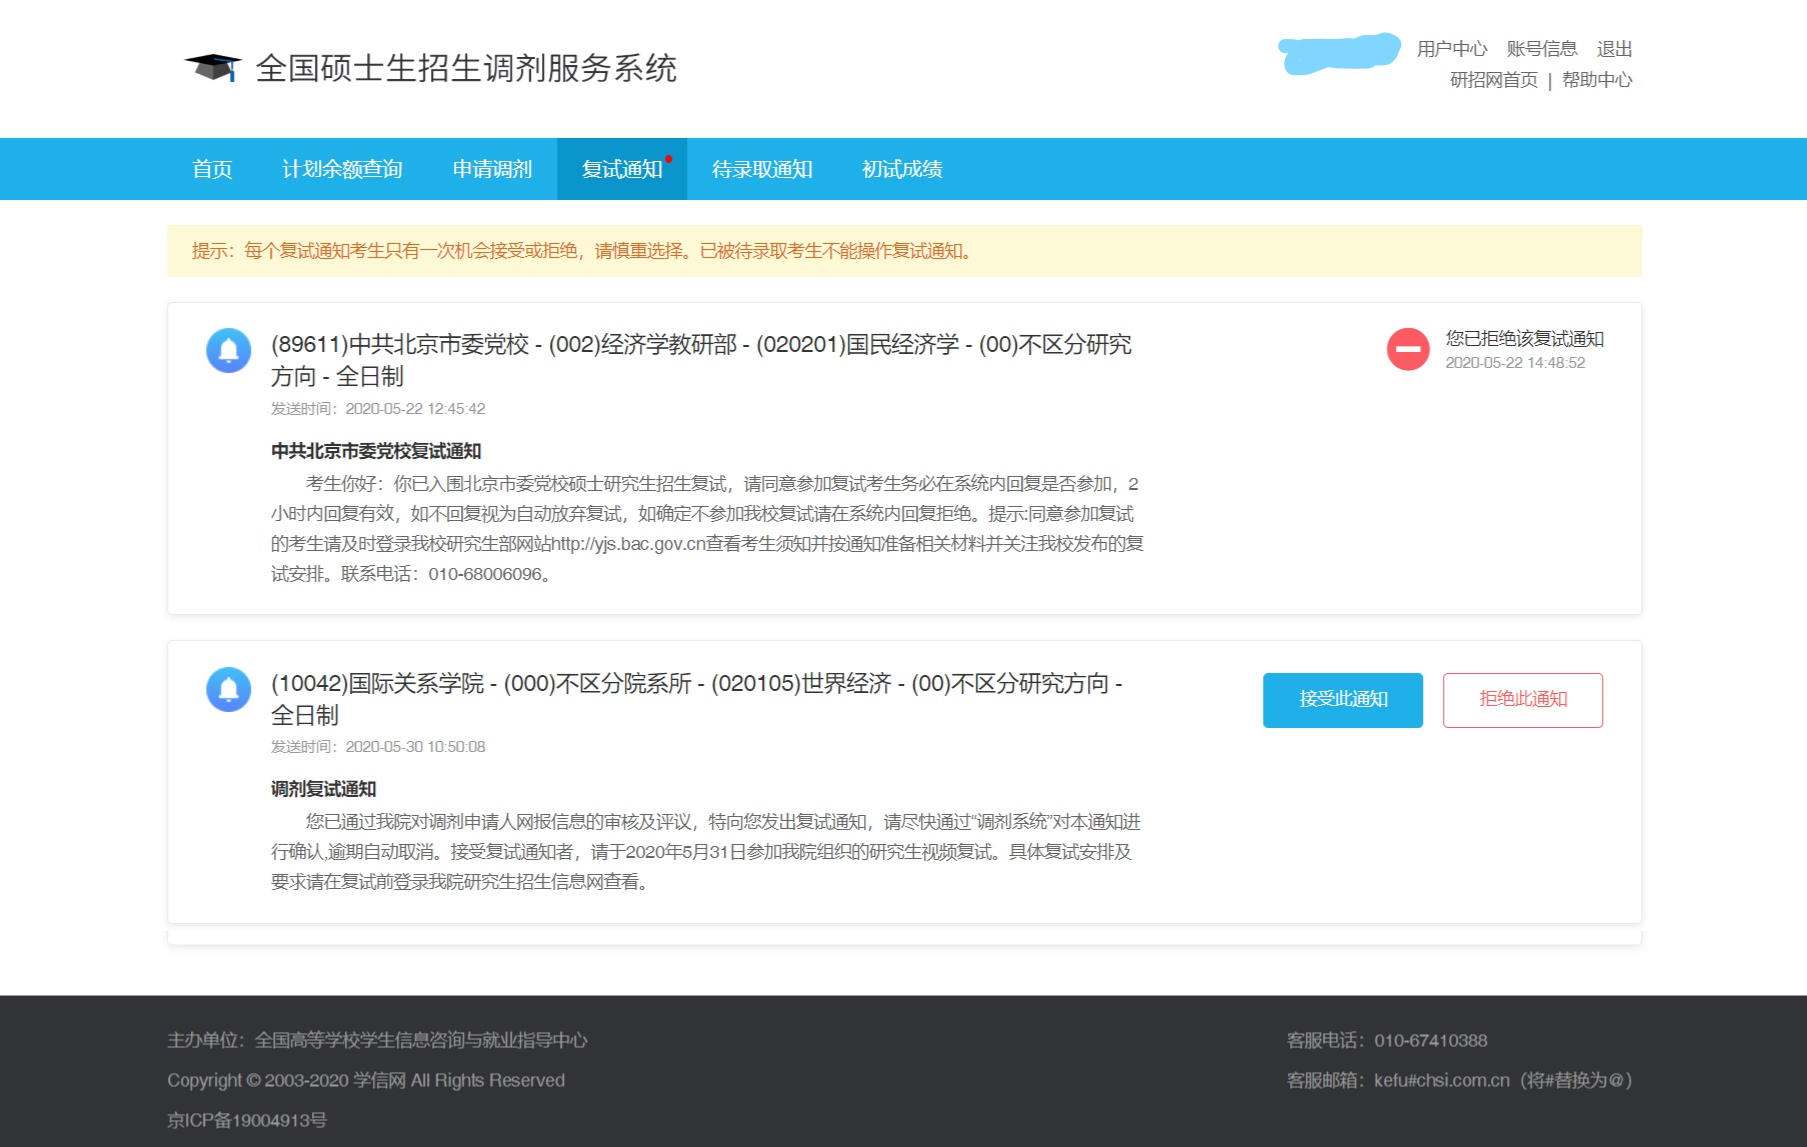 全国硕士生招生调剂服务系统
用户中心 账号信息 退出
研招网首页 | 帮助中心
首页 计划余额查询 申请调剂 复试通知 待录取通知 初试成绩
提示：每个复试通知考生只有一次机会接受或拒绝，请慎重选择。已被待录取考生不能操作复试通知。
(89611)中共北京市委党校 - (002)经济学教研部 - (020201)国民经济学 - (00)不区分研究
方向 - 全日制
发送时间：2020-05-22 12:45:42
您已拒绝该复试通知
2020-05-22 14:48:52
中共北京市委党校复试通知
考生你好：你已入围北京市委党校硕士研究生招生复试，请同意参加复试考生务必在系统内回复是否参加，2
小时内回复有效，如不回复视为自动放弃复试，如确定不参加我校复试请在系统内回复拒绝。提示:同意参加复试
的考生请及时登录我校研究生部网站http://yjs.bac.gov.cn查看考生须知并按通知准备相关材料并关注我校发布的复
试安排。联系电话：010-68006096。
(10042)国际关系学院 - (000)不区分院系所 - (020105)世界经济 - (00)不区分研究方向 -
全日制
发送时间：2020-05-30 10:50:08
接受此通知 拒绝此通知
调剂复试通知
您已通过我院对调剂申请人网报信息的审核及评议，特向您发出复试通知，请尽快通过“调剂系统”对本通知进
行确认,逾期自动取消。接受复试通知者，请于2020年5月31日参加我院组织的研究生视频复试。具体复试安排及
要求请在复试前登录我院研究生招生信息网查看。
主办单位：全国高等学校学生信息咨询与就业指导中心
Copyright © 2003-2020 学信网 All Rights Reserved
京ICP备19004913号
客服电话：010-67410388
客服邮箱：kefu#chsi.com.cn（将#替换为@）